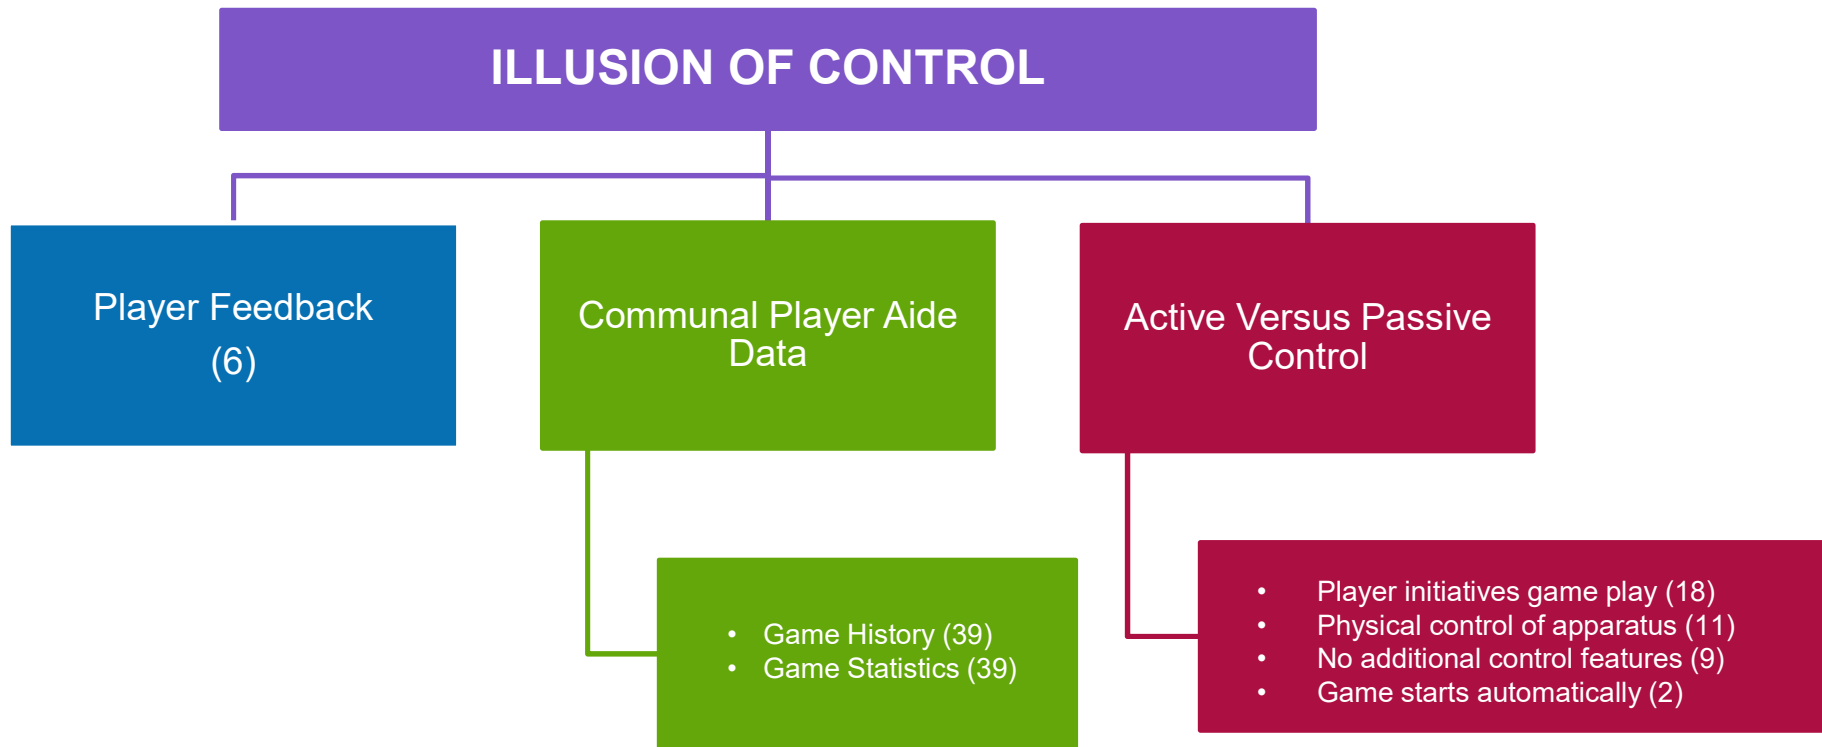 ILLUSION OF CONTROL
Player Feedback
(6)
Communal Player Aide
Data
Active Versus Passive
Control
• Game History (39)
• Game Statistics (39)
• Player initiatives game play (18)
• Physical control of apparatus (11)
• No additional control features (9)
• Game starts automatically (2)